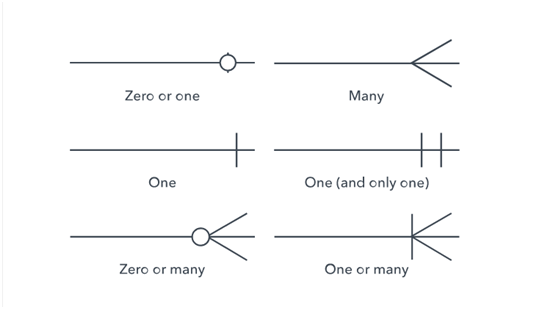 Zero or one
Many
One
One (and only one)
Zero or many
One or many